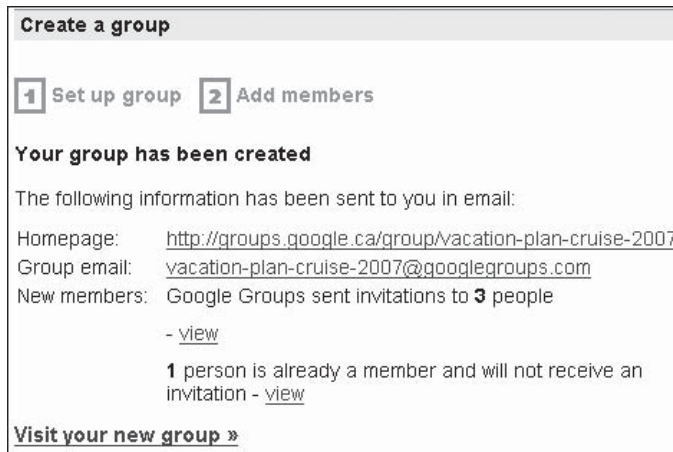 Create a group
1 Set up group 2 Add members
Your group has been created
The following information has been sent to you in email:
Homepage: http://groups.google.ca/group/vacation-plan-cruise-2007
Group email: vacation-plan-cruise-2007@googlegroups.com
New members: Google Groups sent invitations to 3 people
- view
1 person is already a member and will not receive an
invitation - view
Visit your new group »